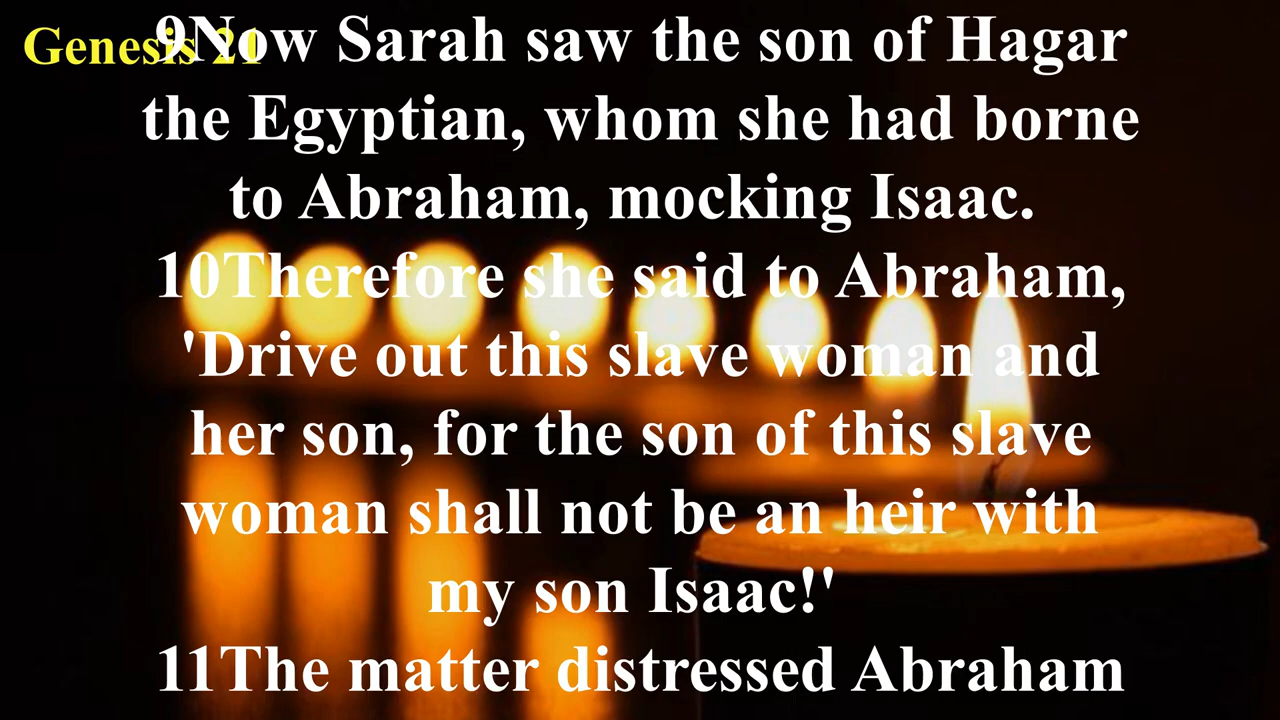 Genesis 21
9Now Sarah saw the son of Hagar
the Egyptian, whom she had borne
to Abraham, mocking Isaac.
10Therefore she said to Abraham,
'Drive out this slave woman and
her son, for the son of this slave
woman shall not be an heir with
my son Isaac!'
11The matter distressed Abraham